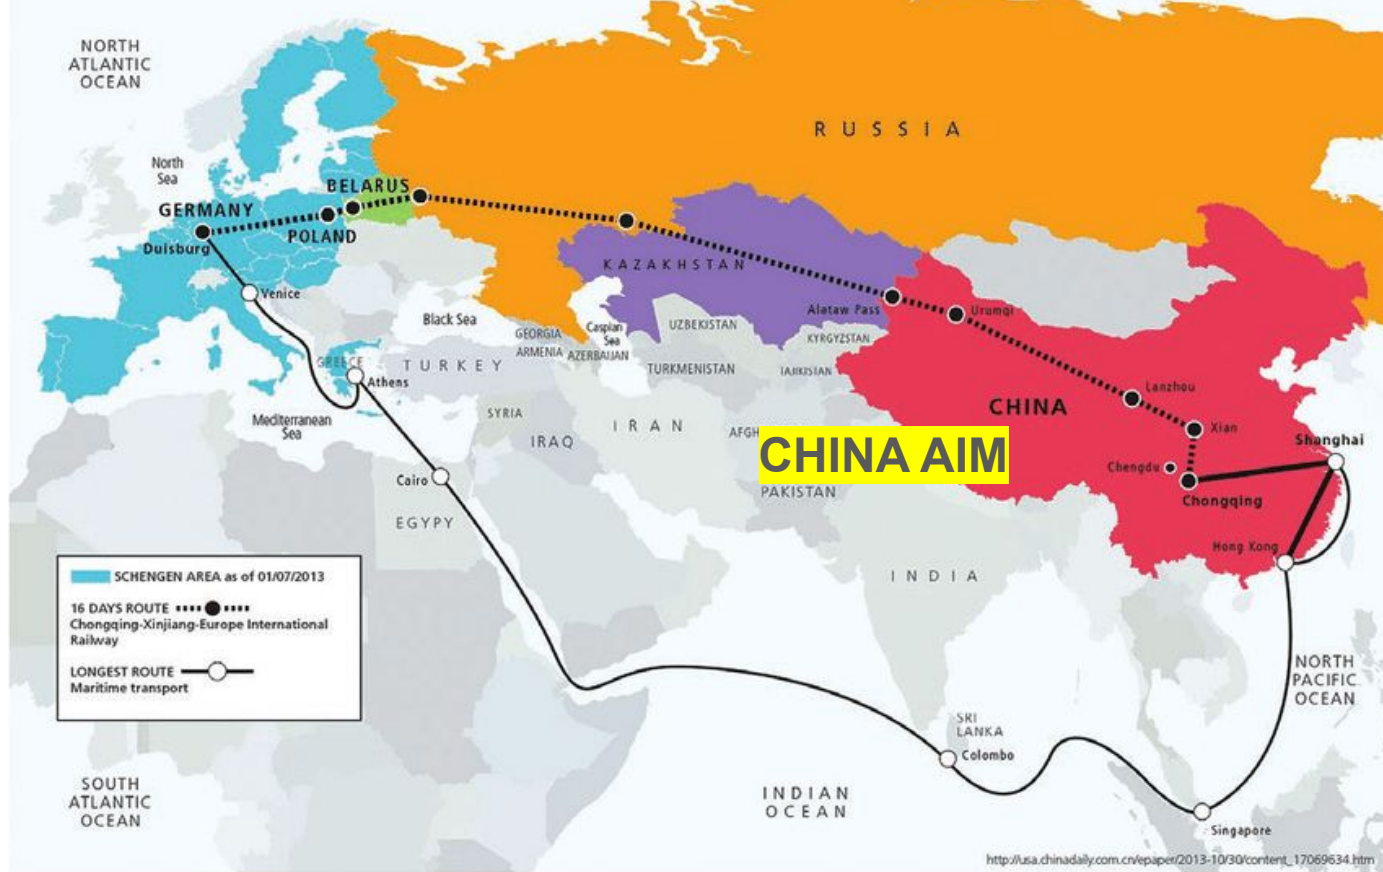 NORTH
ATLANTIC
OCEAN
RUSSIA
North
Sea
BELARUS
GERMANY
POLAND
Duisburg
KAZAKHSTAN
Venice
Alataw Pass
Urumqi
Black Sea
Caspian
Sea
GEORGIA
UZBEKISTAN
KYRGYZSTAN
ARMENIA
AZERBAIJAN
GREECE
TURKEY
TURKMENISTAN
TAJIKISTAN
Athens
Lanzhou
CHINA
Mediterranean
Sea
SYRIA
IRAQ
IRAN
AFGH
CHINA AIM
Xian
Shanghai
Chengdu
Cairo
PAKISTAN
Chongqing
EGYPT
Hong Kong
INDIA
SCHENGEN AREA as of 01/07/2013
16 DAYS ROUTE
Chongqing-Xinjiang-Europe International
Railway
LONGEST ROUTE
Maritime transport
NORTH
PACIFIC
OCEAN
SRI
LANKA
Colombo
SOUTH
ATLANTIC
OCEAN
INDIAN
OCEAN
Singapore
http://usa.chinadaily.com.cn/epaper/2013-10/30/content_17069634.htm